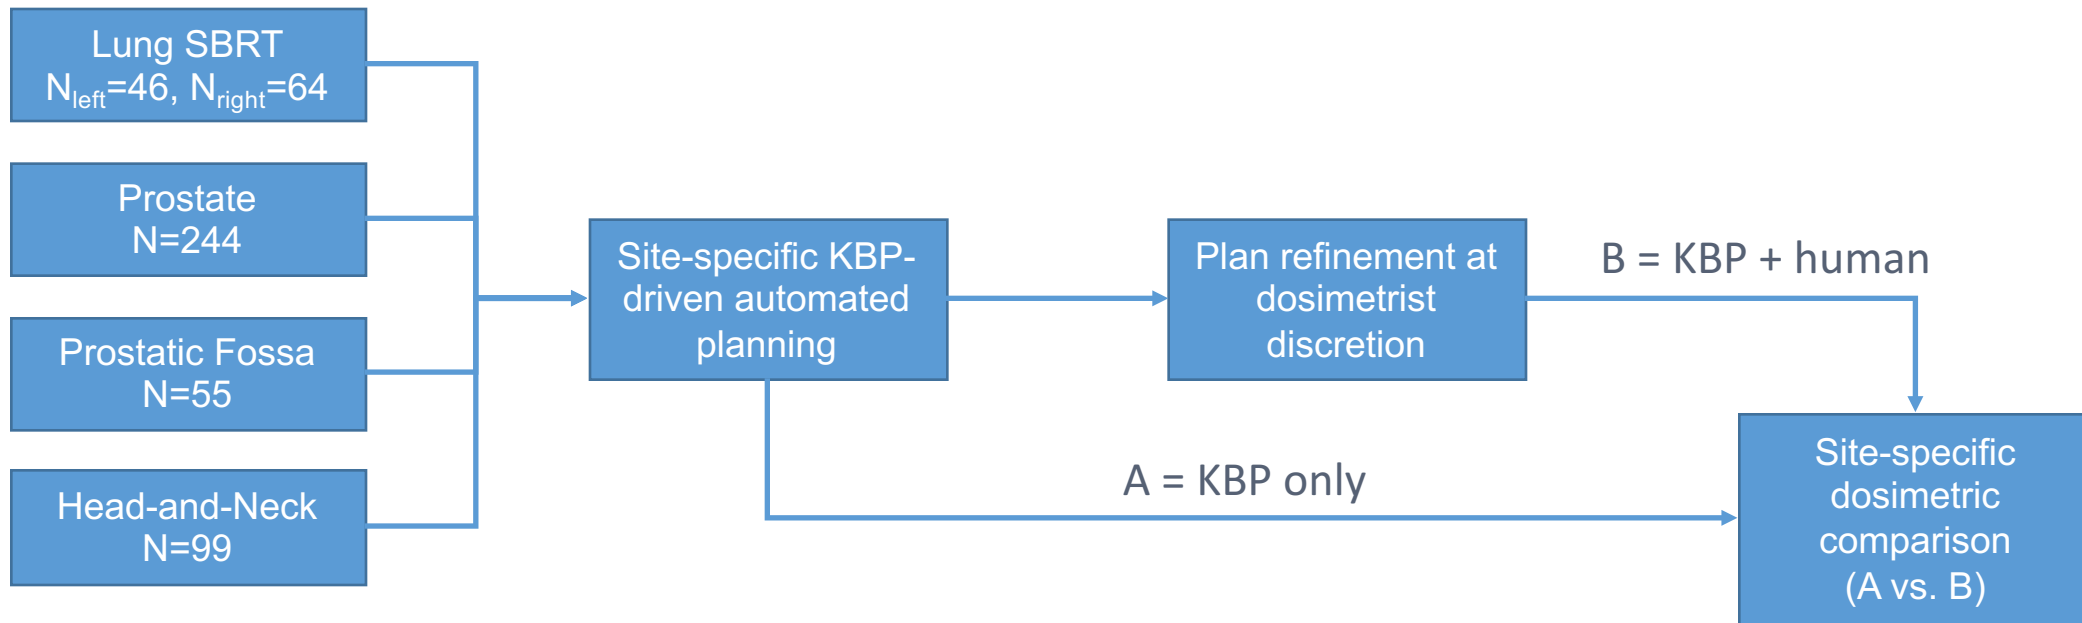 Lung SBRT
Nleft=46, Nright=64
Prostate
N=244
Prostatic Fossa
N=55
Head-and-Neck
N=99
Site-specific KBP-
driven automated
planning
Plan refinement at
dosimetrist
discretion
B = KBP + human
A = KBP only
Site-specific
dosimetric
comparison
(A vs. B)